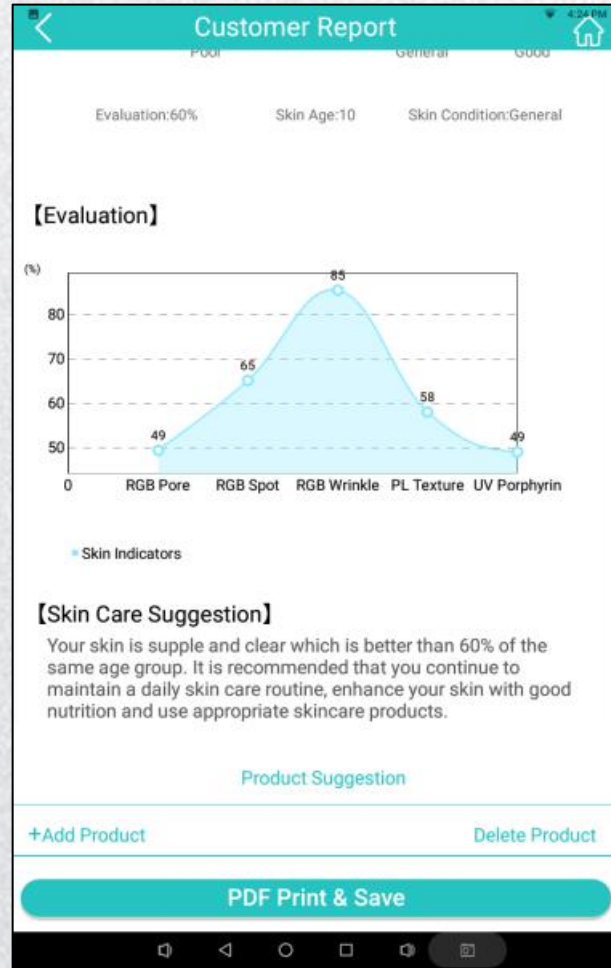 4:24 PM
Customer Report
Poor General Good
Evaluation:60% Skin Age:10 Skin Condition:General
【Evaluation】
(%)
85
80
70
65
60
58
50
49
49
0 RGB Pore RGB Spot RGB Wrinkle PL Texture UV Porphyrin
Skin Indicators
【Skin Care Suggestion】
Your skin is supple and clear which is better than 60% of the
same age group. It is recommended that you continue to
maintain a daily skin care routine, enhance your skin with good
nutrition and use appropriate skincare products.
Product Suggestion
+Add Product Delete Product
PDF Print & Save